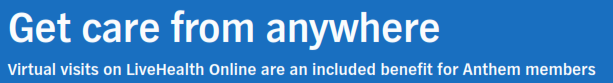 Get care from anywhere
Virtual visits on LiveHealth Online are an included benefit for Anthem members